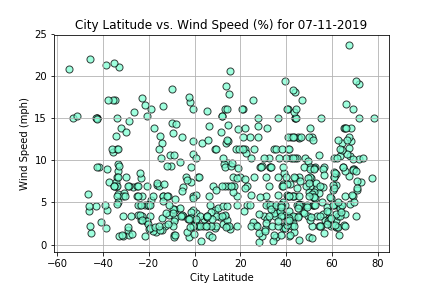 City Latitude vs. Wind Speed (%) for 07-11-2019
Wind Speed (mph)
25
20
15
10
5
0
−60 −40 −20 0 20 40 60 80
City Latitude